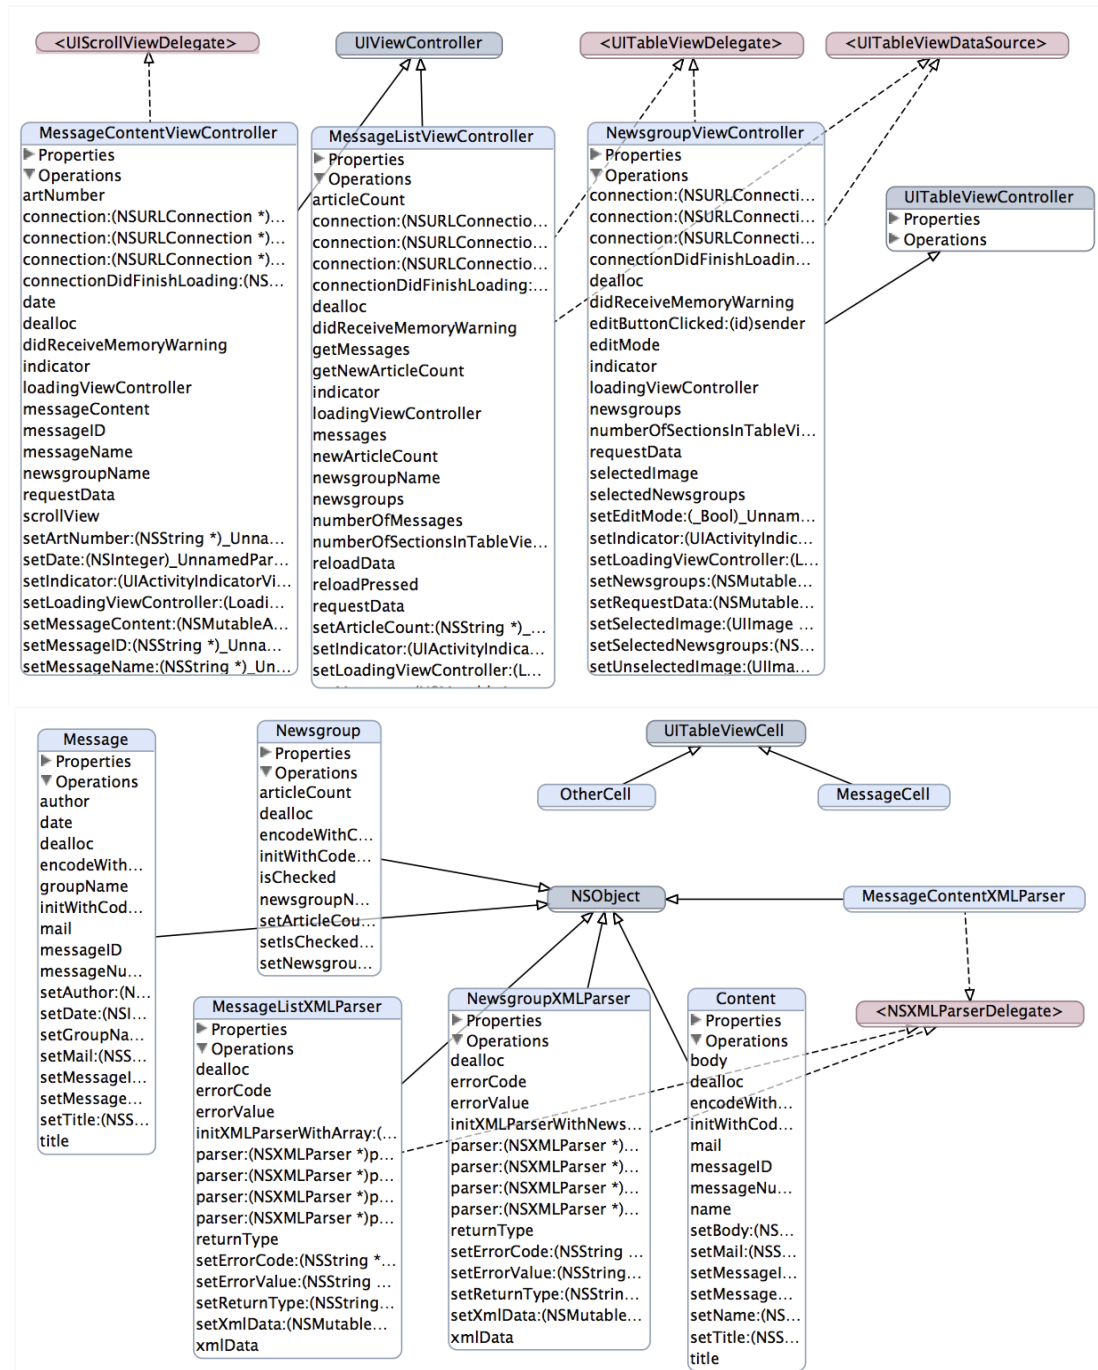 <UIScrollViewDelegate>
UIViewController
<UITableViewDelegate>
<UITableViewDataSource>
MessageContentViewController
Properties
Operations
artNumber
connection:(NSURLConnection *)...
connection:(NSURLConnection *)...
connection:(NSURLConnection *)...
connectionDidFinishLoading:(NS...
date
dealloc
didReceiveMemoryWarning
indicator
loadingViewController
messageContent
messageID
messageName
newsgroupName
requestData
scrollView
setArtNumber:(NSString *)_Unna...
setDate:(NSInteger)_UnnamedPar...
setIndicator:(UIActivityIndicatorVi...
setLoadingViewController:(Loadi...
setMessageContent:(NSMutableA...
setMessageID:(NSString *)_Unna...
setMessageName:(NSString *)_Un...
MessageListViewController
Properties
Operations
articleCount
connection:(NSURLConnectio...
connection:(NSURLConnectio...
connection:(NSURLConnectio...
connectionDidFinishLoading:...
dealloc
didReceiveMemoryWarning
getMessages
getNewArticleCount
indicator
loadingViewController
messages
newArticleCount
newsgroupName
newsgroups
numberOfMessages
numberOfSectionsInTableVie...
reloadData
reloadPressed
requestData
setArticleCount:(NSString *)_...
setIndicator:(UIActivityIndica...
setLoadingViewController:(L...
NewsgroupViewController
Properties
Operations
connection:(NSURLConnecti...
connection:(NSURLConnecti...
connection:(NSURLConnecti...
connectionDidFinishLoadin...
dealloc
didReceiveMemoryWarning
editButtonClicked:(id)sender
editMode
indicator
loadingViewController
newsgroups
numberOfSectionsInTableVi...
requestData
selectedImage
selectedNewsgroups
setEditMode:(_Bool)_Unnam...
setIndicator:(UIActivityIndic...
setLoadingViewController:(L...
setNewsgroups:(NSMutable...
setRequestData:(NSMutable...
setSelectedImage:(UIImage ...
setSelectedNewsgroups:(NS...
setUnselectedImage:(UIIma...
UITableViewController
Properties
Operations
Message
Properties
Operations
author
date
dealloc
encodeWith...
groupName
initWithCod...
mail
messageID
messageNu...
setAuthor:(N...
setDate:(NSI...
setGroupNa...
setMail:(NSS...
setMessageI...
setMessage...
setTitle:(NSS...
title
Newsgroup
Properties
Operations
articleCount
dealloc
encodeWithC...
initWithCode...
isChecked
newsgroupN...
setArticleCou...
setIsChecked...
setNewsgrou...
UITableViewCell
OtherCell
MessageCell
NSObject
MessageContentXMLParser
<NSXMLParserDelegate>
MessageListXMLParser
Properties
Operations
dealloc
errorCode
errorValue
initXMLParserWithArray:(...
parser:(NSXMLParser *)p...
parser:(NSXMLParser *)p...
parser:(NSXMLParser *)p...
parser:(NSXMLParser *)p...
returnType
setErrorCode:(NSString *...
setErrorValue:(NSString ...
setReturnType:(NSString...
setXmlData:(NSMutable...
xmlData
NewsgroupXMLParser
Properties
Operations
dealloc
errorCode
errorValue
initXMLParserWithNews...
parser:(NSXMLParser *)...
parser:(NSXMLParser *)...
parser:(NSXMLParser *)...
parser:(NSXMLParser *)...
returnType
setErrorCode:(NSString ...
setErrorValue:(NSString...
setReturnType:(NSStrin...
setXmlData:(NSMutable...
xmlData
Content
Properties
Operations
body
dealloc
encodeWith...
initWithCod...
mail
messageID
messageNu...
name
setBody:(NS...
setMail:(NSS...
setMessageI...
setMessage...
setName:(NS...
setTitle:(NSS...
title